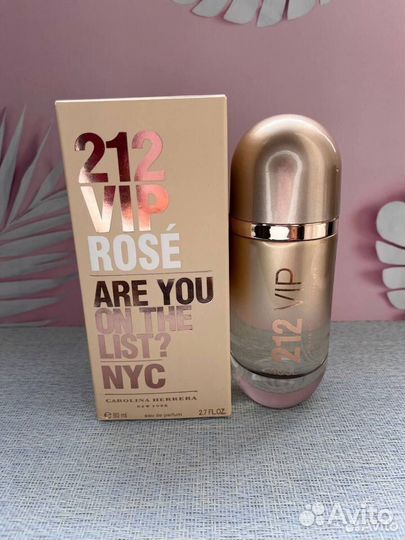 212
VIP
ROSÉ
ARE YOU
ON THE
LIST?
NYC
CAROLINA HERRERA
NEW YORK
e 80 ml eau de parfum 2.7 FL.OZ.
212 VIP
Avito